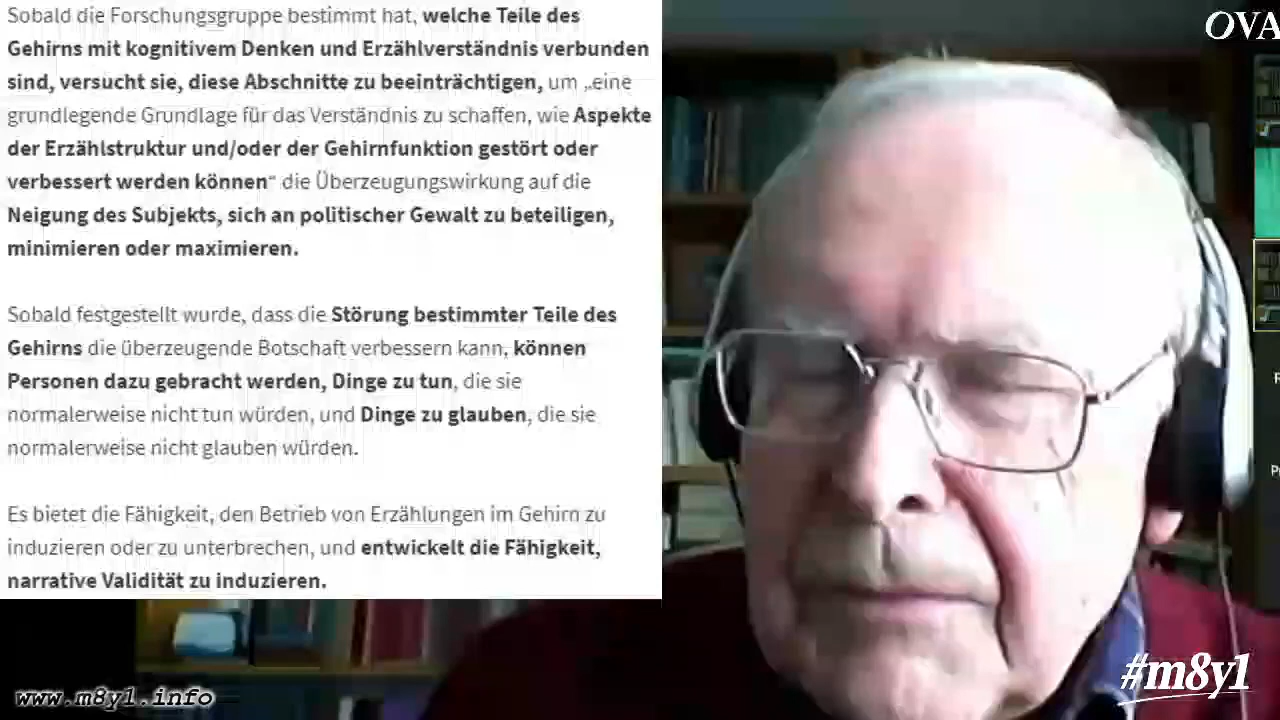 Sobald die Forschungsgruppe bestimmt hat, welche Teile des
Gehirns mit kognitivem Denken und Erzählverständnis verbunden
sind, versucht sie, diese Abschnitte zu beeinträchtigen, um „eine
grundlegende Grundlage für das Verständnis zu schaffen, wie Aspekte
der Erzählstruktur und/oder der Gehirnfunktion gestört oder
verbessert werden können“ die Überzeugungswirkung auf die
Neigung des Subjekts, sich an politischer Gewalt zu beteiligen,
minimieren oder maximieren.
Sobald festgestellt wurde, dass die Störung bestimmter Teile des
Gehirns die überzeugende Botschaft verbessern kann, können
Personen dazu gebracht werden, Dinge zu tun, die sie
normalerweise nicht tun würden, und Dinge zu glauben, die sie
normalerweise nicht glauben würden.
Es bietet die Fähigkeit, den Betrieb von Erzählungen im Gehirn zu
induzieren oder zu unterbrechen, und entwickelt die Fähigkeit,
narrative Validität zu induzieren.
OVA
#m8y1
www.m8y1.info